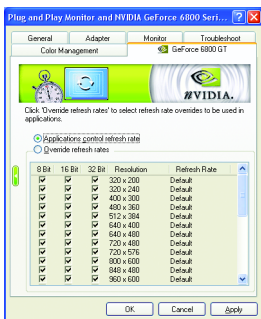 Plug and Play Monitor and NVIDIA GeForce 6800 Seri...
General Adapter Monitor Troubleshoot
Color Management GeForce 6800 GT
NVIDIA.
Click 'Override refresh rates' to select refresh rate overrides to be used in
applications.
Applications control refresh rate
Override refresh rates
8 Bit 16 Bit 32 Bit Resolution Refresh Rate
320 x 200 Default
320 x 240 Default
400 x 300 Default
480 x 360 Default
512 x 384 Default
640 x 400 Default
640 x 480 Default
720 x 480 Default
720 x 576 Default
800 x 600 Default
848 x 480 Default
960 x 600 Default
OK Cancel Apply